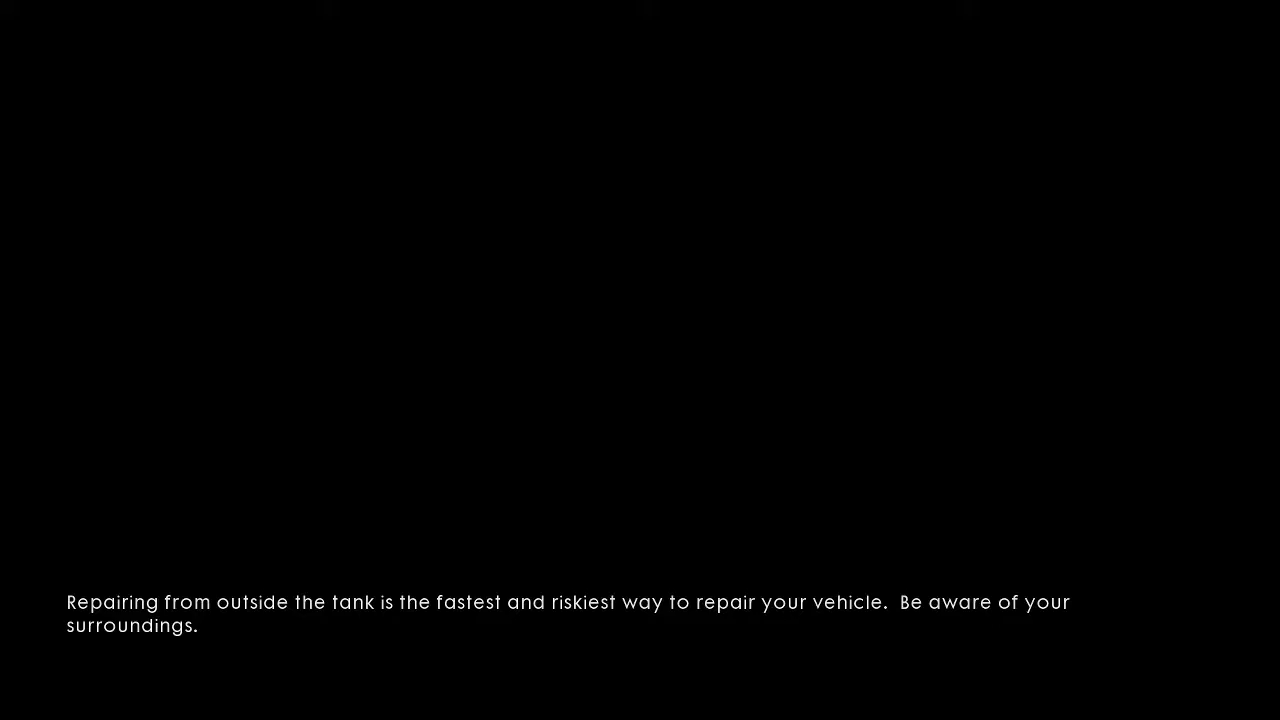 Repairing from outside the tank is the fastest and riskiest way to repair your vehicle.  Be aware of your
surroundings.